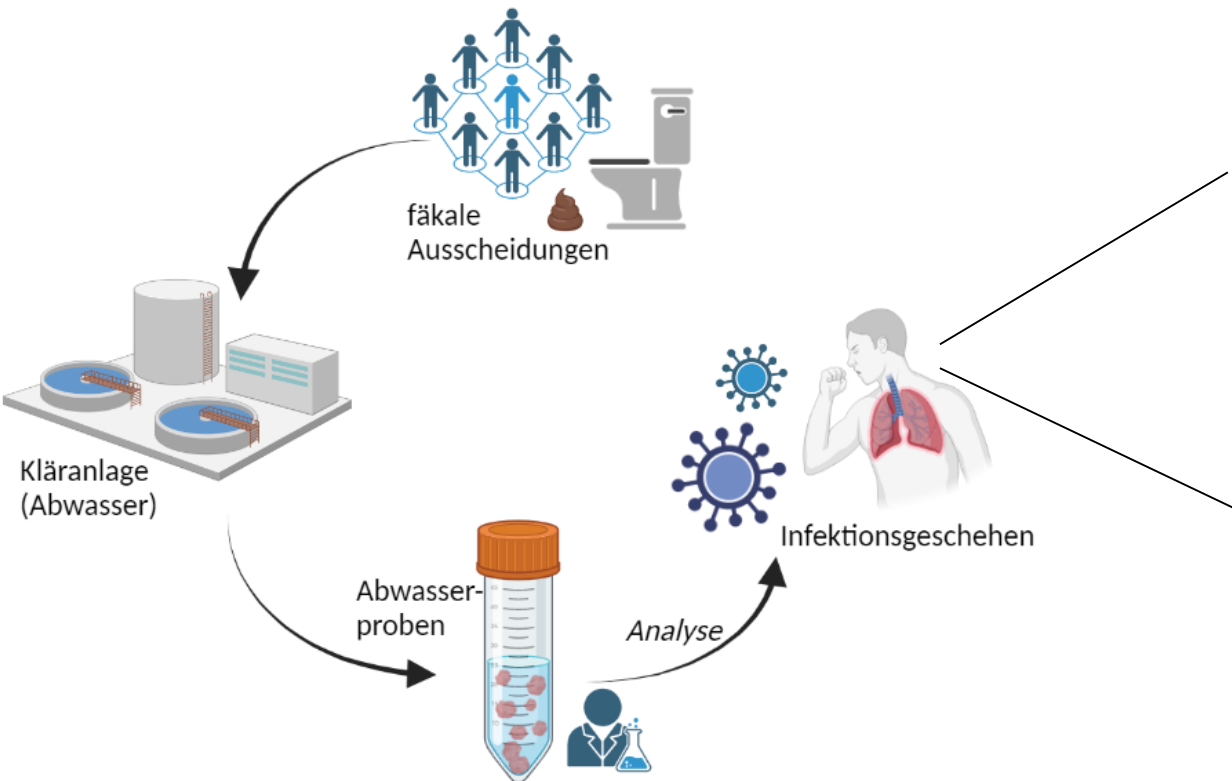 fäkale
Ausscheidungen
Kläranlage
(Abwasser)
Abwasser-
proben
Analyse
Infektionsgeschehen